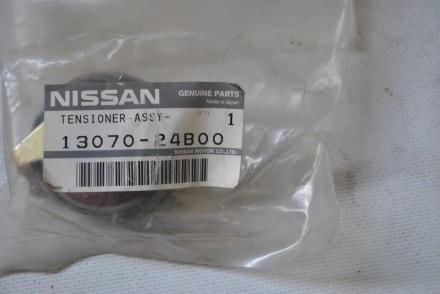 NISSAN
GENUINE PARTS
Made in Japan
TENSIONER ASSY- QTY 1
13070-24B00
NISSAN MOTOR CO.,LTD.